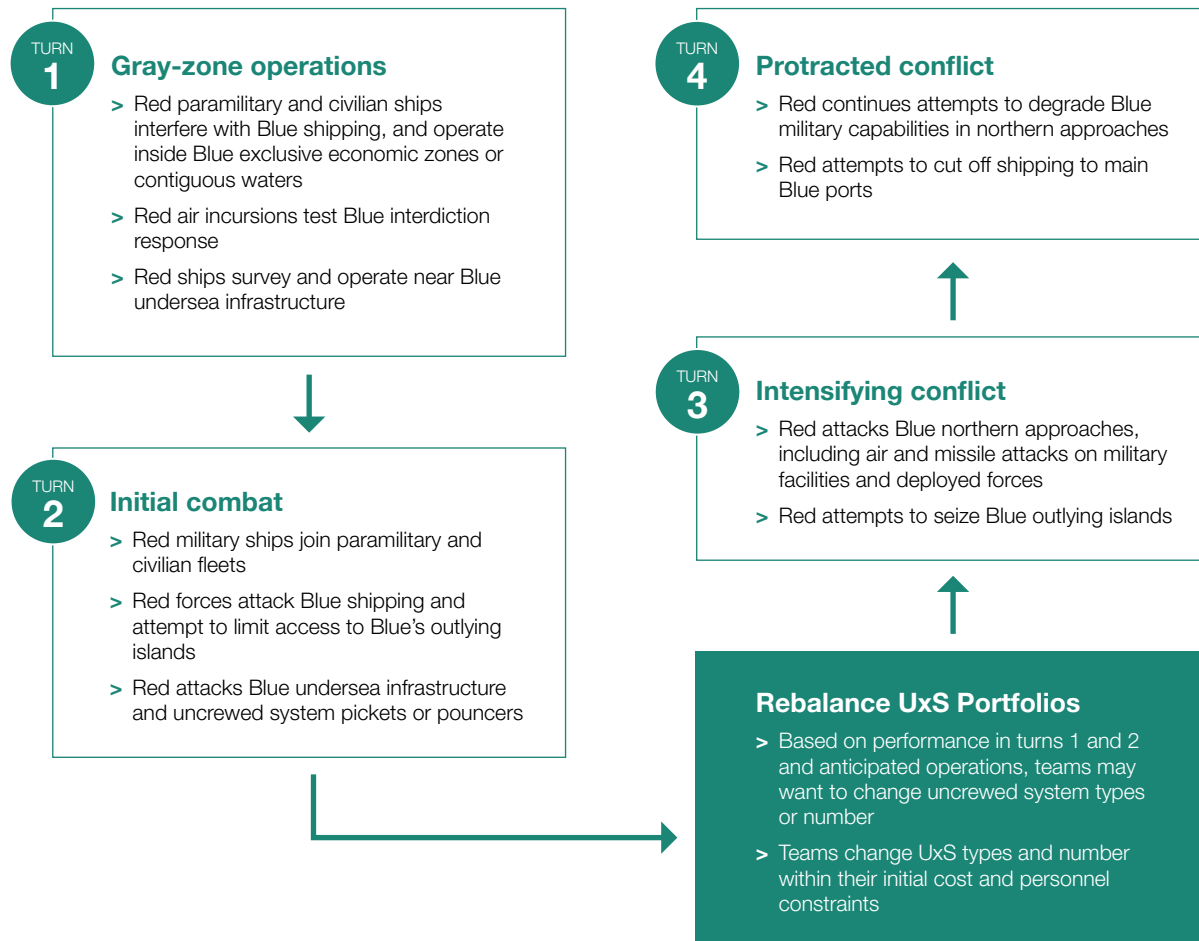 TURN
1
Gray-zone operations
> Red paramilitary and civilian ships
interfere with Blue shipping, and operate
inside Blue exclusive economic zones or
contiguous waters
> Red air incursions test Blue interdiction
response
> Red ships survey and operate near Blue
undersea infrastructure
TURN
2
Initial combat
> Red military ships join paramilitary and
civilian fleets
> Red forces attack Blue shipping and
attempt to limit access to Blue’s outlying
islands
> Red attacks Blue undersea infrastructure
and uncrewed system pickets or pouncers
Rebalance UxS Portfolios
> Based on performance in turns 1 and 2
and anticipated operations, teams may
want to change uncrewed system types
or number
> Teams change UxS types and number
within their initial cost and personnel
constraints
TURN
3
Intensifying conflict
> Red attacks Blue northern approaches,
including air and missile attacks on military
facilities and deployed forces
> Red attempts to seize Blue outlying islands
TURN
4
Protracted conflict
> Red continues attempts to degrade Blue
military capabilities in northern approaches
> Red attempts to cut off shipping to main
Blue ports